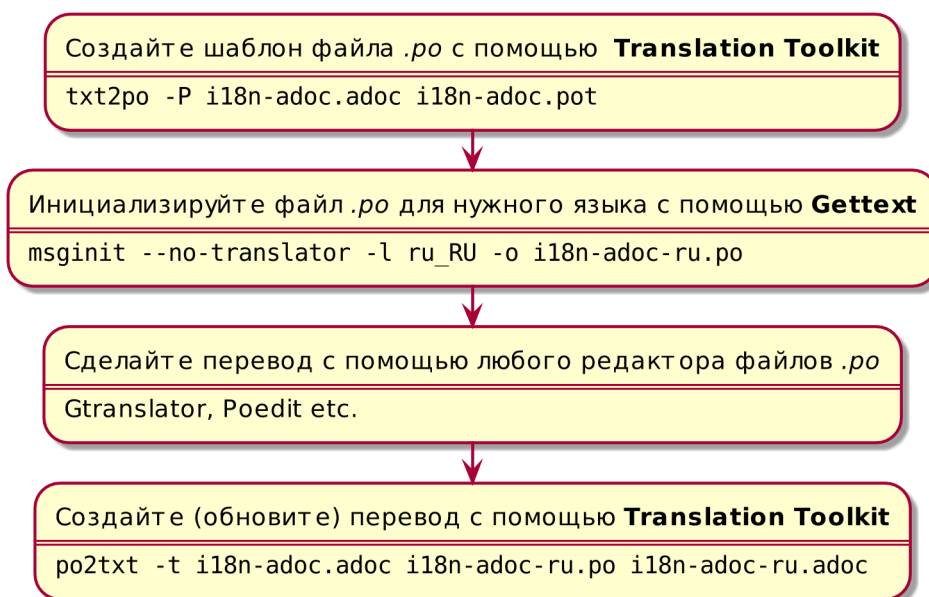 Создайте шаблон файла .po с помощью Translation Toolkit
txt2po -P i18n-adoc.adoc i18n-adoc.pot
Инициализируйте файл .po для нужного языка с помощью Gettext
msginit --no-translator -l ru_RU -o i18n-adoc-ru.po
Сделайте перевод с помощью любого редактора файлов .po
Gtranslator, Poedit etc.
Создайте (обновите) перевод с помощью Translation Toolkit
po2txt -t i18n-adoc.adoc i18n-adoc-ru.po i18n-adoc-ru.adoc